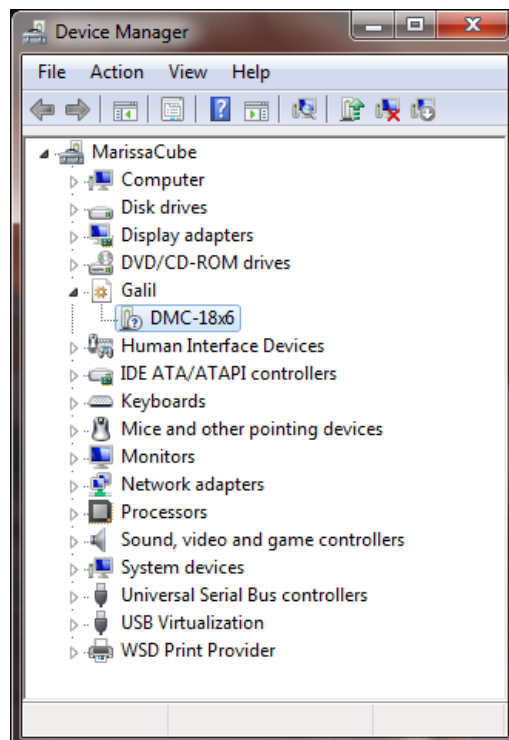 Device Manager
File Action View Help
MarissaCube
Computer
Disk drives
Display adapters
DVD/CD-ROM drives
Galil
DMC-18x6
Human Interface Devices
IDE ATA/ATAPI controllers
Keyboards
Mice and other pointing devices
Monitors
Network adapters
Processors
Sound, video and game controllers
System devices
Universal Serial Bus controllers
USB Virtualization
WSD Print Provider